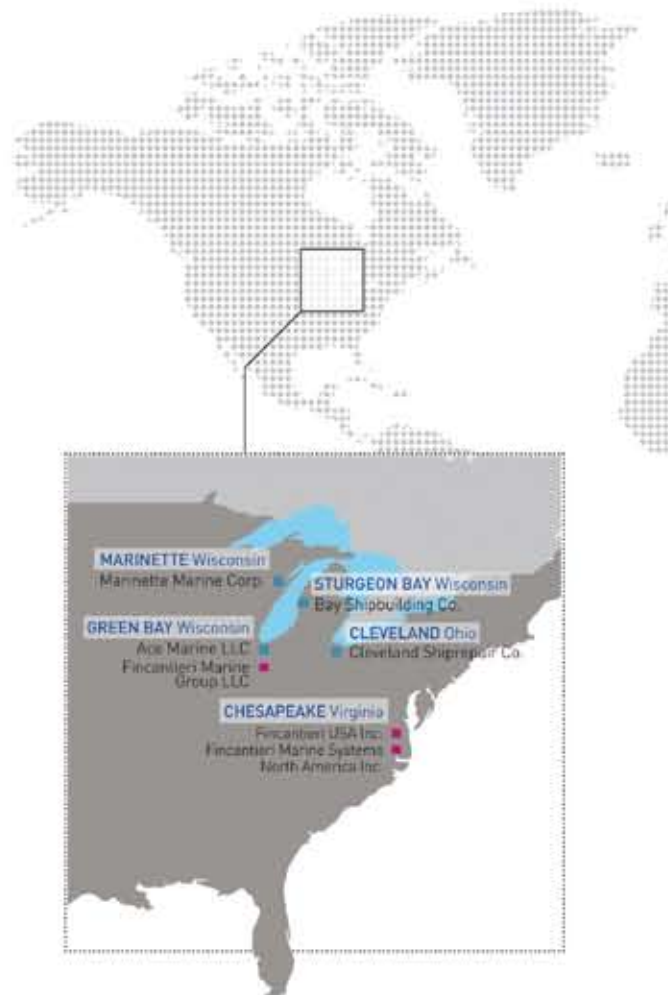 MARINETTE Wisconsin
Marinette Marine Corp.
STURGEON BAY Wisconsin
Bay Shipbuilding Co.
GREEN BAY Wisconsin
Ace Marine LLC
Fincantieri Marine
Group LLC
CLEVELAND Ohio
Cleveland Shiprepair Co.
CHESAPEAKE Virginia
Fincantieri USA Inc.
Fincantieri Marine Systems
North America Inc.